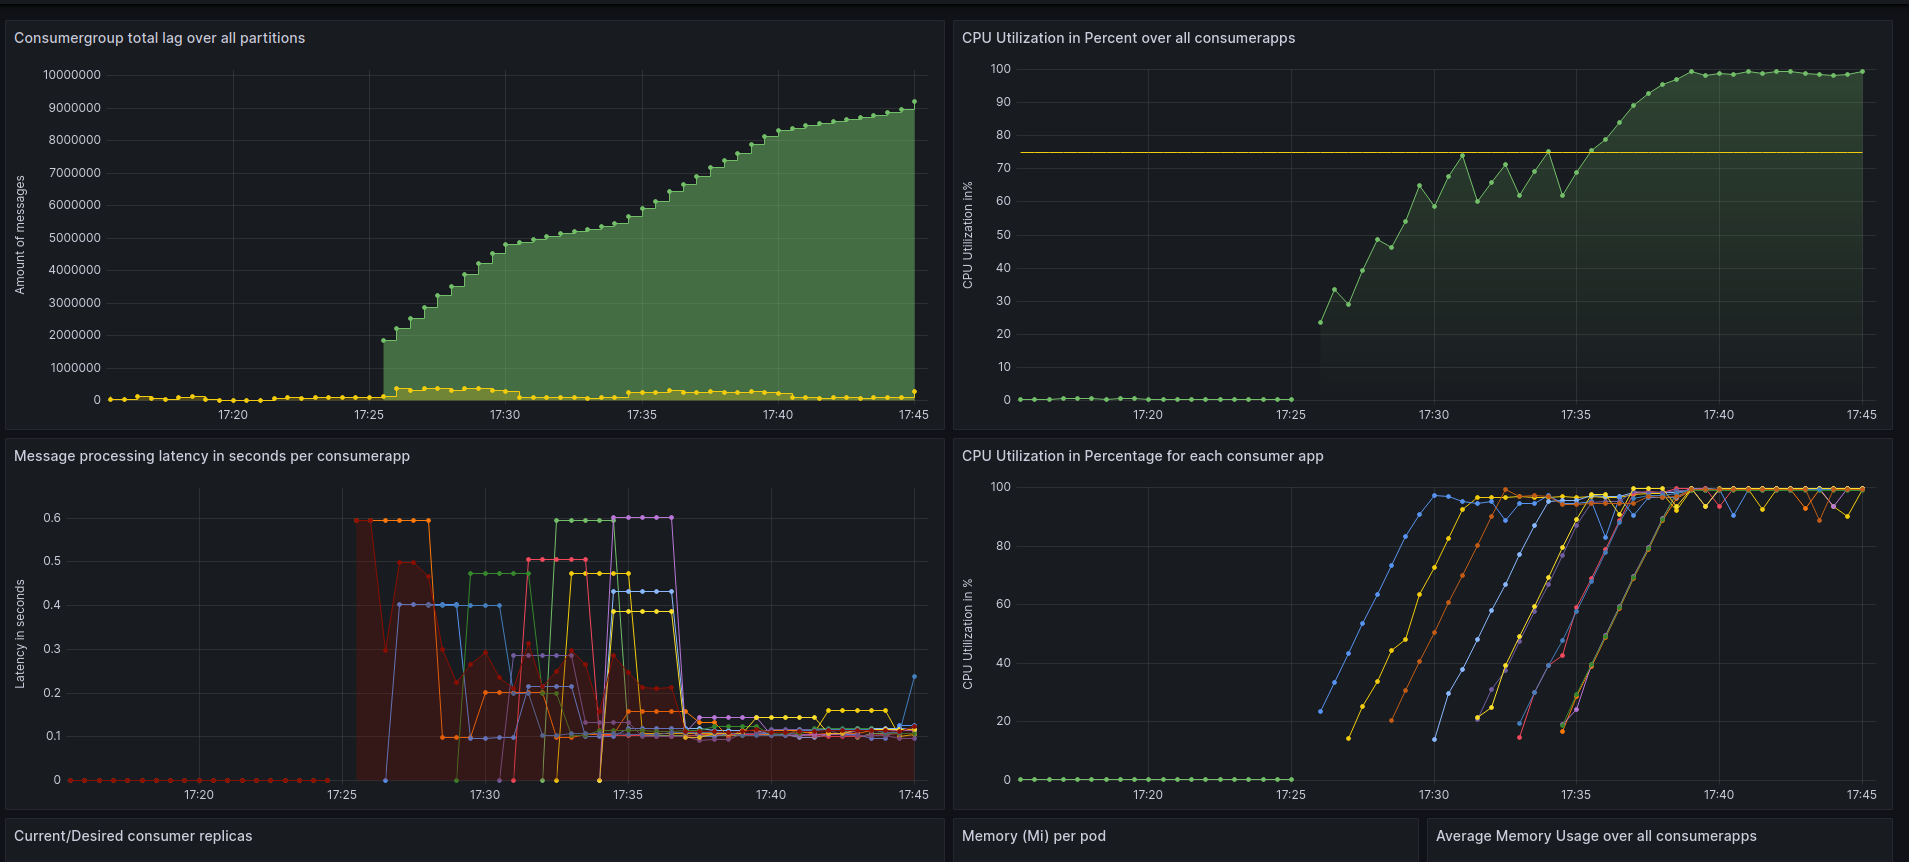 Consumergroup total lag over all partitions
Amount of messages
10000000
9000000
8000000
7000000
6000000
5000000
4000000
3000000
2000000
1000000
0
17:20 17:25 17:30 17:35 17:40 17:45
CPU Utilization in Percent over all consumerapps
CPU Utilization in%
100
90
80
70
60
50
40
30
20
10
0
17:20 17:25 17:30 17:35 17:40 17:45
Message processing latency in seconds per consumerapp
Latency in seconds
0.6
0.5
0.4
0.3
0.2
0.1
0
17:20 17:25 17:30 17:35 17:40 17:45
CPU Utilization in Percentage for each consumer app
CPU Utilization in %
100
80
60
40
20
0
17:20 17:25 17:30 17:35 17:40 17:45
Current/Desired consumer replicas
Memory (Mi) per pod
Average Memory Usage over all consumerapps